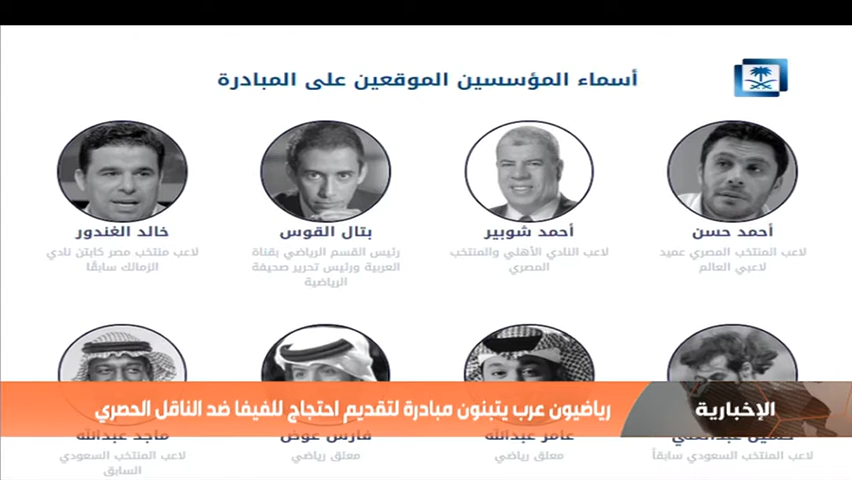 أسماء المؤسسين الموقعين على المبادرة
أحمد حسن
لاعب المنتخب المصري عميد
لاعبي العالم
أحمد شوبير
لاعب النادي الأهلي والمنتخب
المصري
بتال القوس
رئيس القسم الرياضي بقناة
العربية ورئيس تحرير صحيفة
الرياضية
خالد الغندور
لاعب منتخب مصر كابتن نادي
الزمالك سابقًا
الإخبارية
رياضيون عرب يتبنون مبادرة لتقديم احتجاج للفيفا ضد الناقل الحصري
حسين عبدالغني
لاعب المنتخب السعودي سابقاً
عامر عبدالله
معلق رياضي
فارس عوض
معلق رياضي
ماجد عبدالله
لاعب المنتخب السعودي
السابق